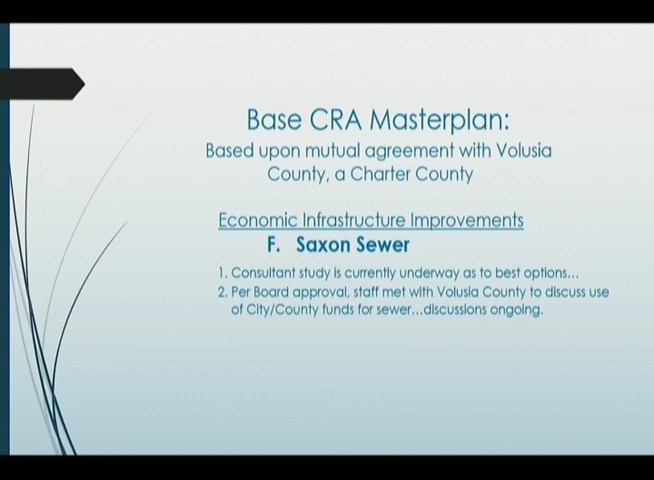 Base CRA Masterplan:
Based upon mutual agreement with Volusia
County, a Charter County
Economic Infrastructure Improvements
F. Saxon Sewer
1. Consultant study is currently underway as to best options...
2. Per Board approval, staff met with Volusia County to discuss use
of City/County funds for sewer...discussions ongoing.